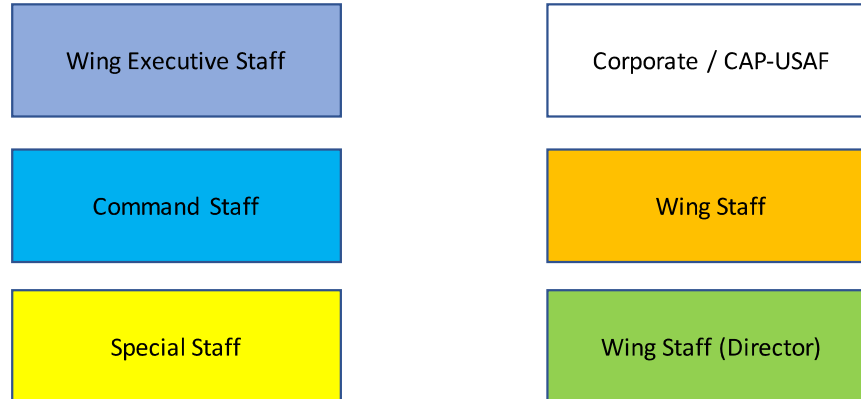 Wing Executive Staff
Corporate / CAP-USAF
Command Staff
Wing Staff
Special Staff
Wing Staff (Director)